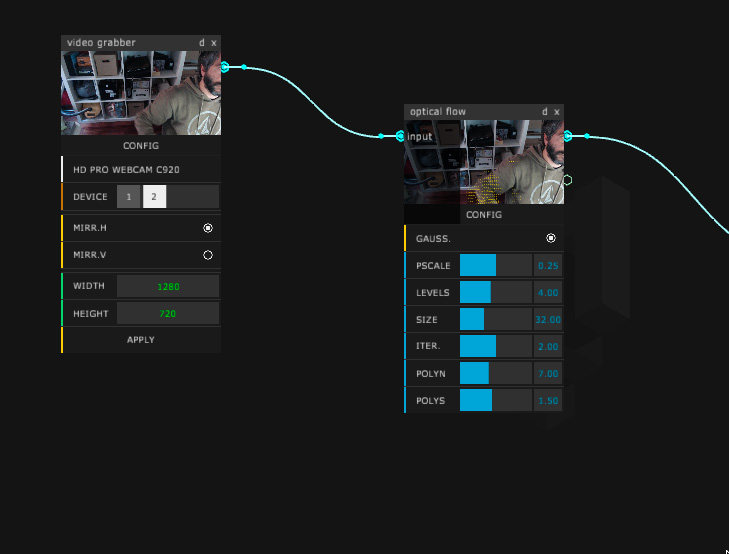 video grabber d x
CONFIG
HD PRO WEBCAM C920
DEVICE 1 2
MIRR.H
MIRR.V
WIDTH 1280
HEIGHT 720
APPLY
optical flow d x
input
CONFIG
GAUSS.
PSCALE 0.25
LEVELS 4.00
SIZE 32.00
ITER. 2.00
POLYN 7.00
POLYS 1.50